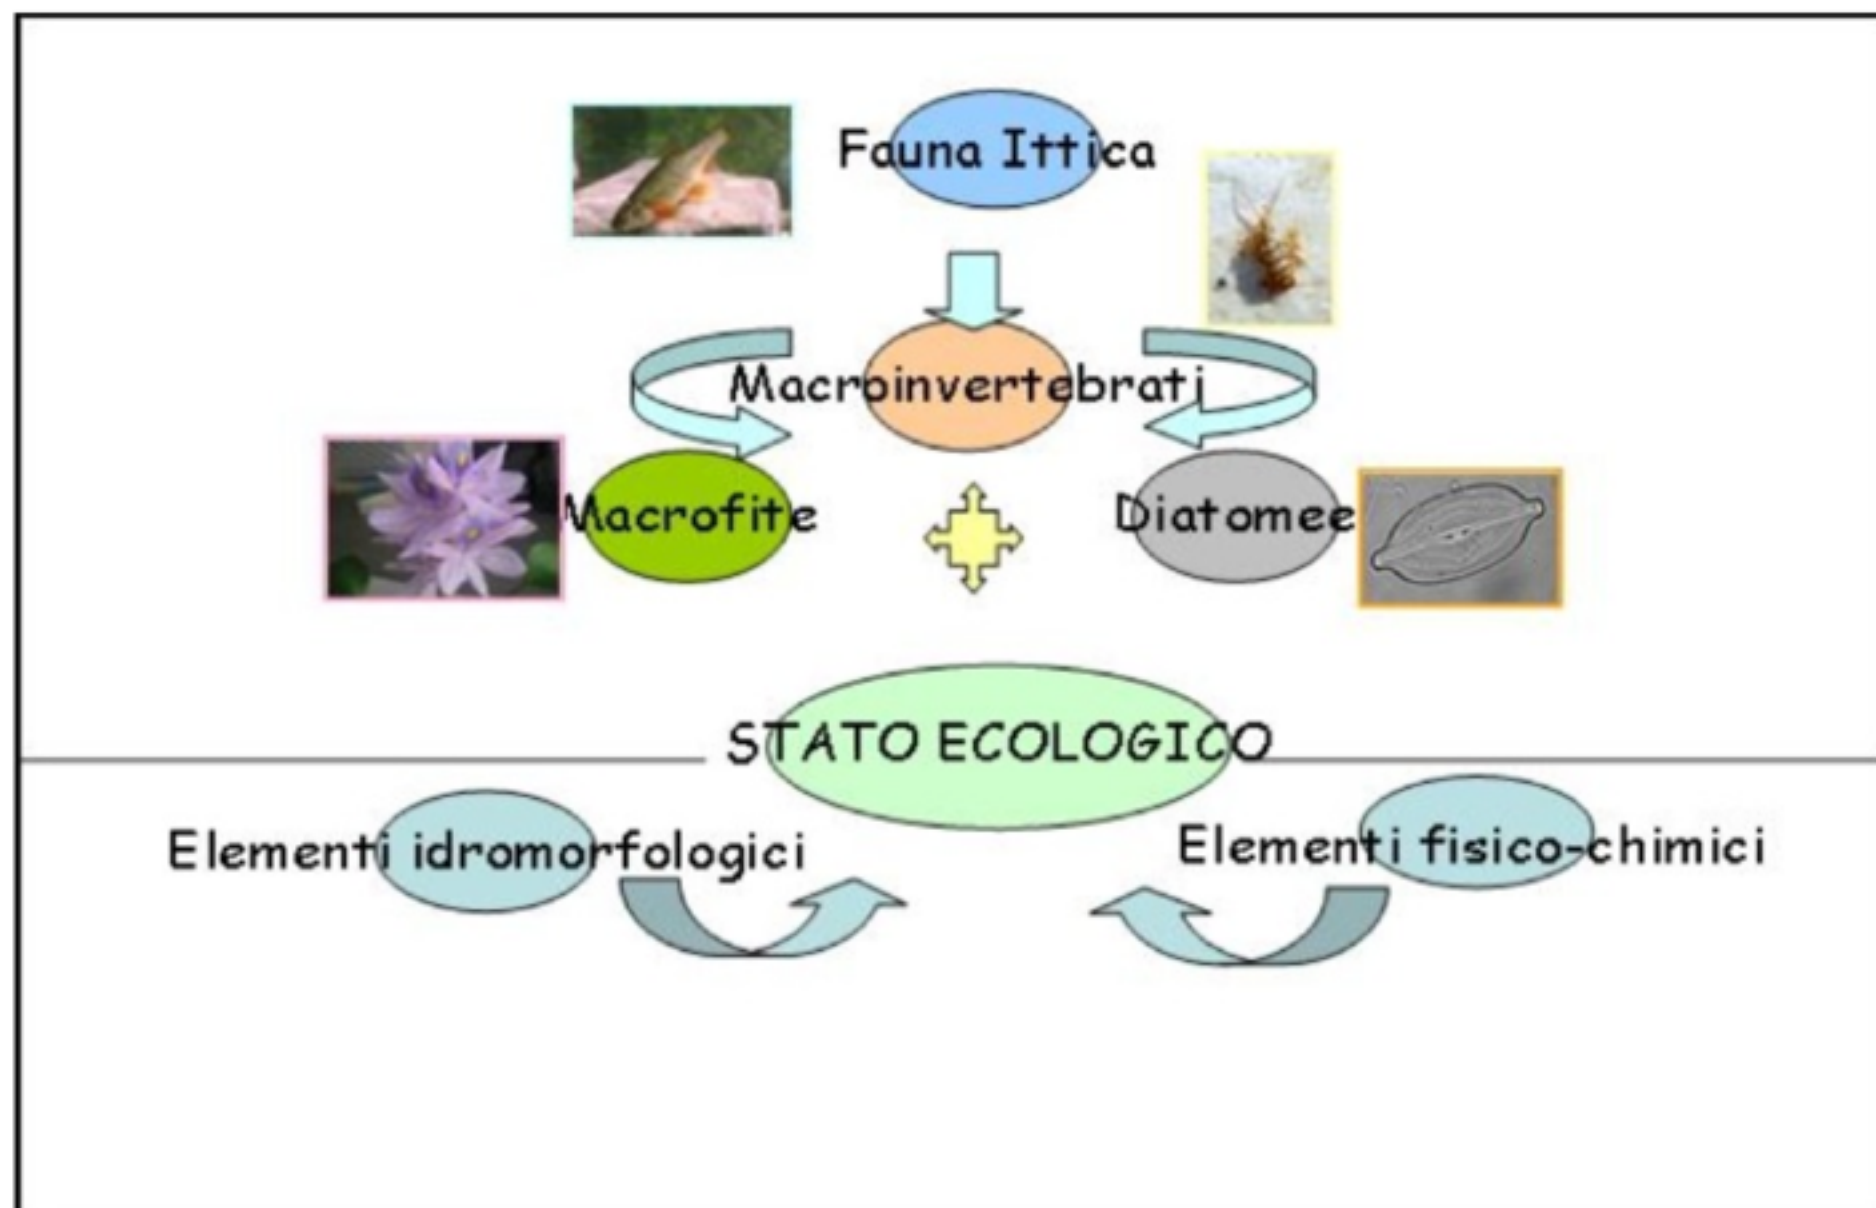 Fauna Ittica
Macroinvertebrati
Macrofite
Diatomee
STATO ECOLOGICO
Elementi idromorfologici
Elementi fisico-chimici